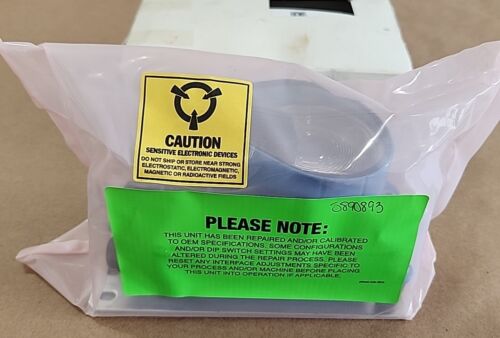 CAUTION
SENSITIVE ELECTRONIC DEVICES
DO NOT SHIP OR STORE NEAR STRONG
ELECTROSTATIC, ELECTROMAGNETIC,
MAGNETIC OR RADIOACTIVE FIELDS
5890893
PLEASE NOTE:
THIS UNIT HAS BEEN REPAIRED AND/OR CALIBRATED
TO OEM SPECIFICATIONS. SOME CONFIGURATIONS
AND/OR DIP SWITCH SETTINGS MAY HAVE BEEN
ALTERED DURING THE REPAIR PROCESS. PLEASE
RESET ANY INTERFACE ADJUSTMENTS SPECIFIC TO
YOUR PROCESS AND/OR MACHINE BEFORE PLACING
THIS UNIT INTO OPERATION IF APPLICABLE.